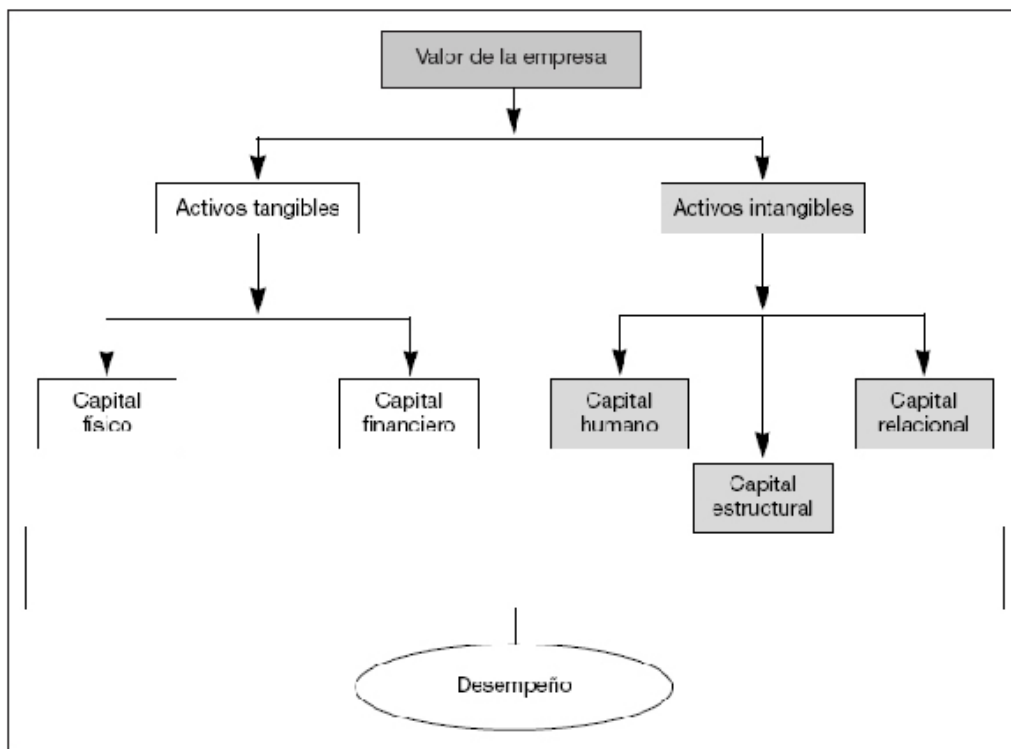 Valor de la empresa
Activos tangibles
Activos intangibles
Capital
físico
Capital
financiero
Capital
humano
Capital
relacional
Capital
estructural
Desempeño